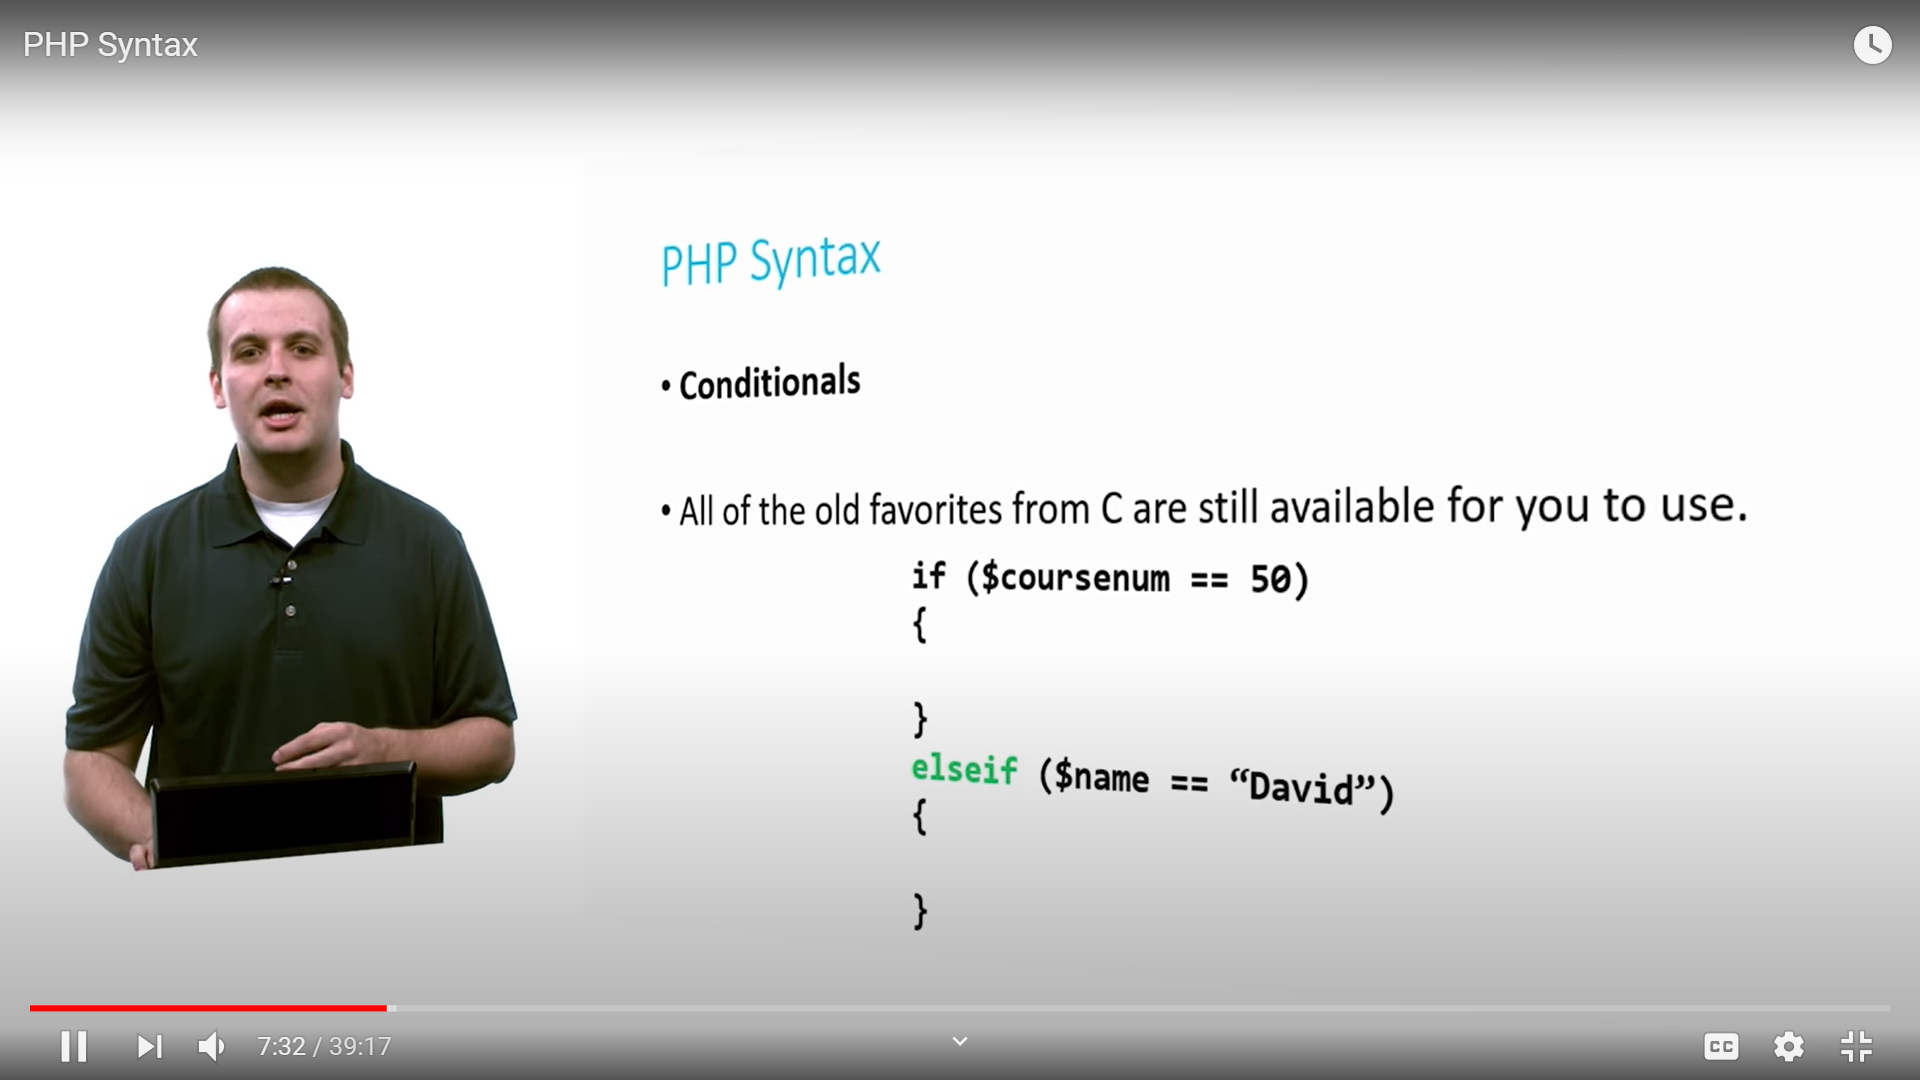 PHP Syntax
PHP Syntax
• Conditionals
• All of the old favorites from C are still available for you to use.
if ($coursenum == 50)
{
}
elseif ($name == “David”)
{
}
7:32 / 39:17
CC